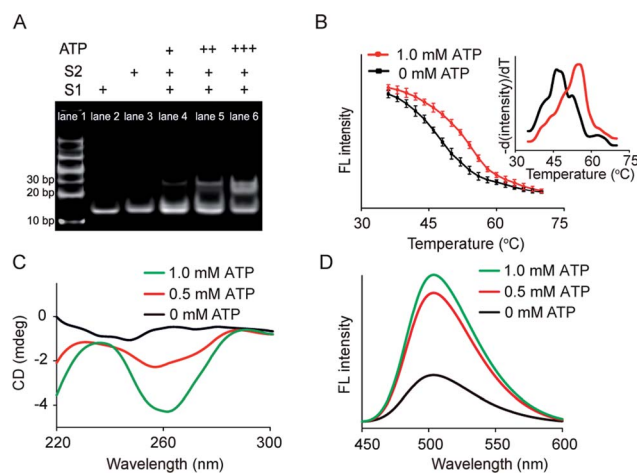 A
ATP + ++ +++
S2 + + + +
S1 + + + +
lane 1 lane 2 lane 3 lane 4 lane 5 lane 6
30 bp
20 bp
10 bp
B
1.0 mM ATP
0 mM ATP
FL intensity
36 45 56 75
Temperature (°C)
-d(intensity)/dT
30 45 60 75
Temperature (°C)
C
1.0 mM ATP
0.5 mM ATP
0 mM ATP
CD (mdeg)
0
-2
-4
220 260 300
Wavelength (nm)
D
1.0 mM ATP
0.5 mM ATP
0 mM ATP
FL intensity
450 500 550 600
Wavelength (nm)